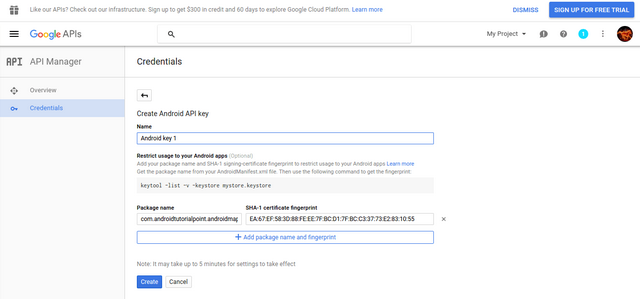 Like our APIs? Check out our infrastructure. Sign up to get $300 in credit and 60 days to explore Google Cloud Platform. Learn more
DISMISS
SIGN UP FOR FREE TRIAL
Google APIs
My Project
1
API API Manager
Credentials
Overview
Credentials
Create Android API key
Name
Android key 1
Restrict usage to your Android apps (Optional)
Add your package name and SHA-1 signing-certificate fingerprint to restrict usage to your Android apps Learn more
Get the package name from your AndroidManifest.xml file. Then use the following command to get the fingerprint:
keytool -list -v -keystore mystore.keystore
Package name
SHA-1 certificate fingerprint
com.androidtutorialpoint.androidmap
EA:67:EF:58:3D:88:FE:EE:7F:BC:D1:7F:BC:C3:37:73:E2:83:10:55
+ Add package name and fingerprint
Note: It may take up to 5 minutes for settings to take effect
Create
Cancel